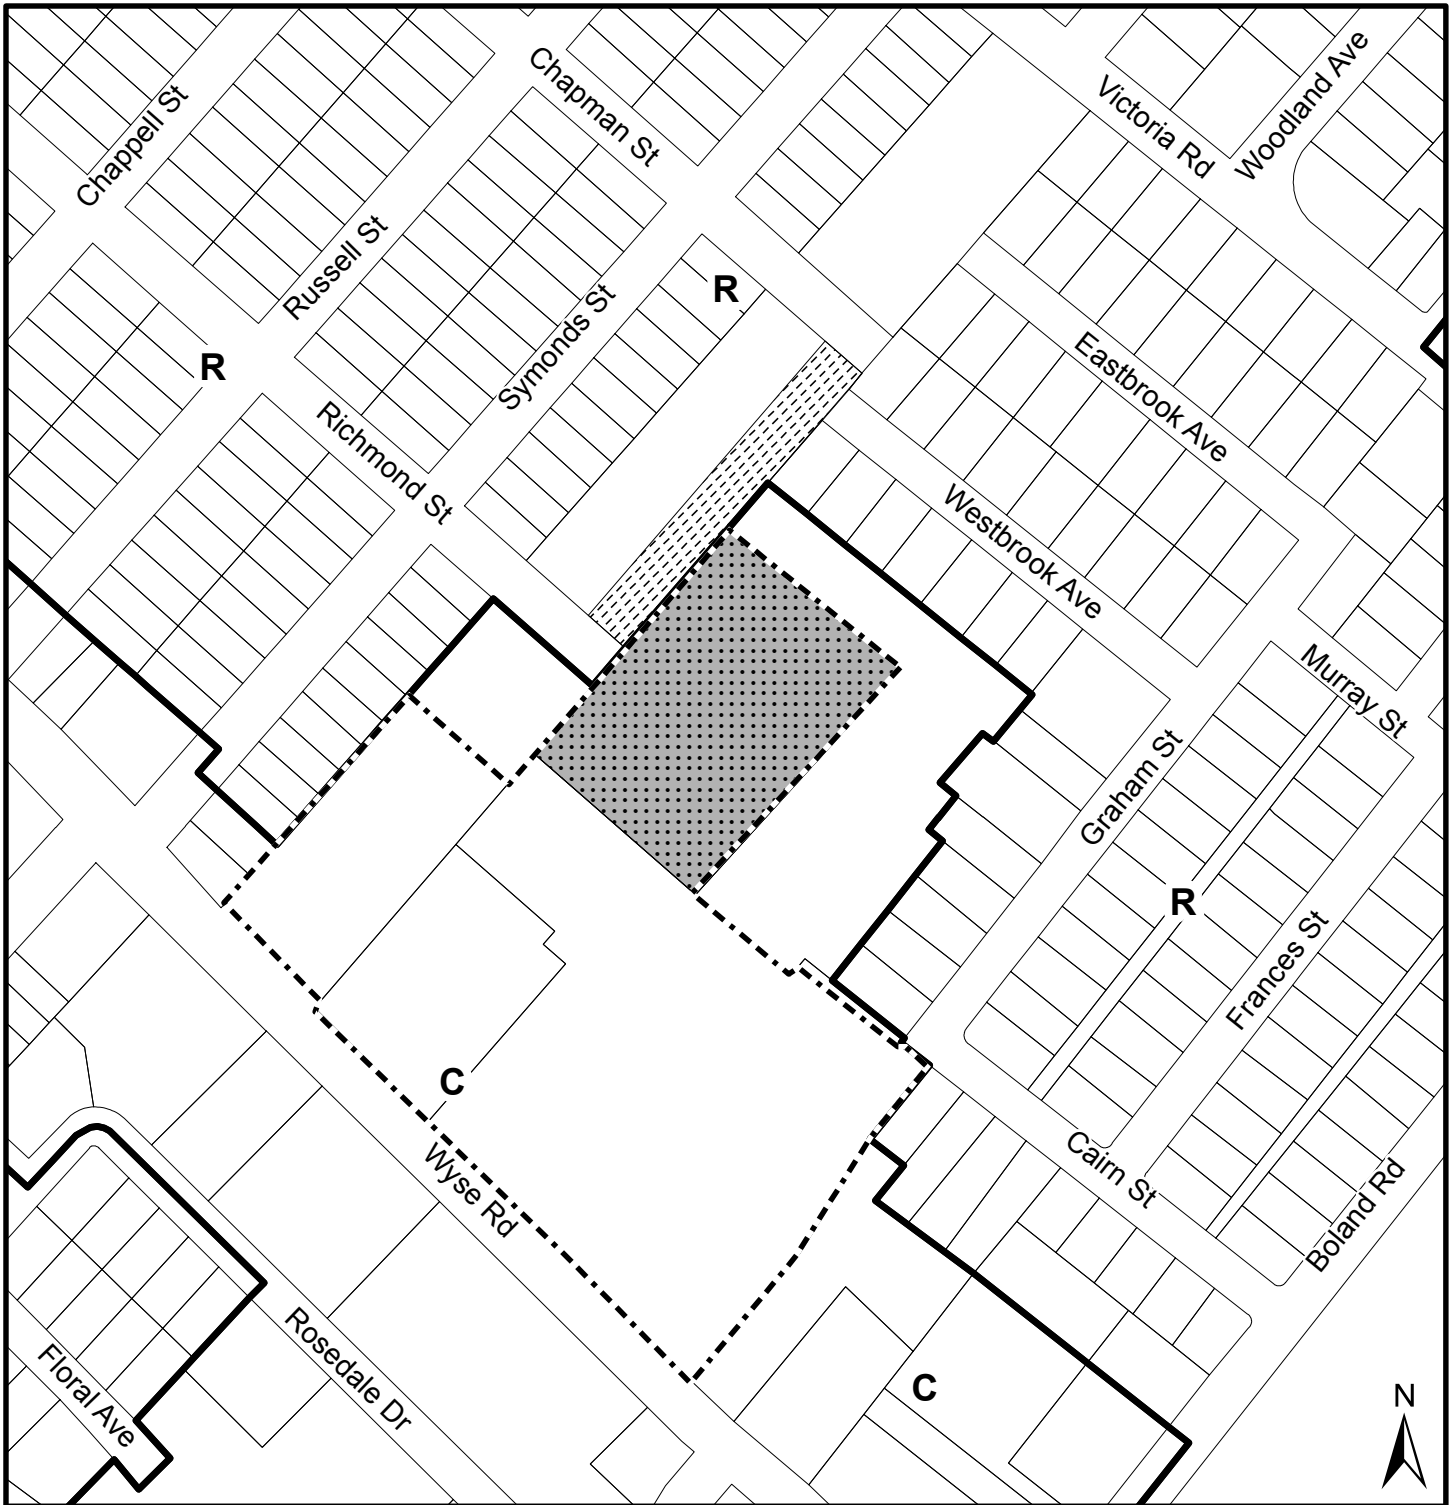 Chappell St
Chapman St
Victoria Rd
Woodland Ave
Russell St
R
Symonds St
R
Eastbrook Ave
Richmond St
Westbrook Ave
Murray St
Graham St
R
Frances St
C
Wyse Rd
Cairn St
Boland Rd
Rosedale Dr
Floral Ave
C
N